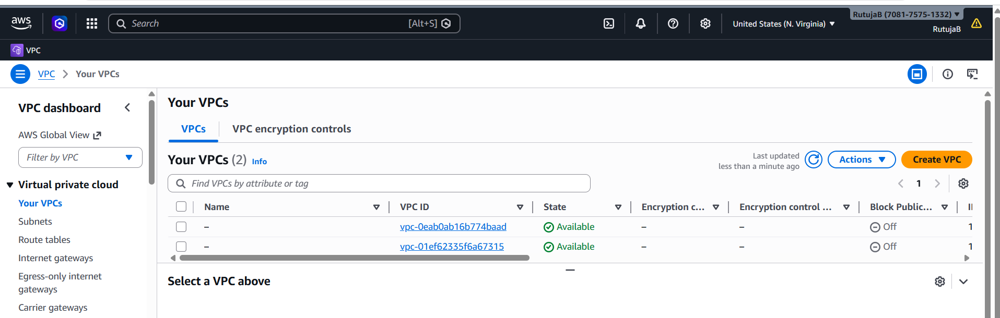 aws
Search [Alt+S]
United States (N. Virginia)
RutujaB (7081-7575-1332)
RutujaB
VPC
VPC > Your VPCs
VPC dashboard
AWS Global View
Filter by VPC
Virtual private cloud
Your VPCs
Subnets
Route tables
Internet gateways
Egress-only internet
gateways
Carrier gateways
Your VPCs
VPCs VPC encryption controls
Your VPCs (2) Info
Last updated
less than a minute ago
Actions
Create VPC
Find VPCs by attribute or tag
1
Name VPC ID State Encryption c... Encryption control ... Block Public...
– vpc-0eab0ab16b774baad Available – – Off 1
– vpc-01ef62335f6a67315 Available – – Off 1
Select a VPC above